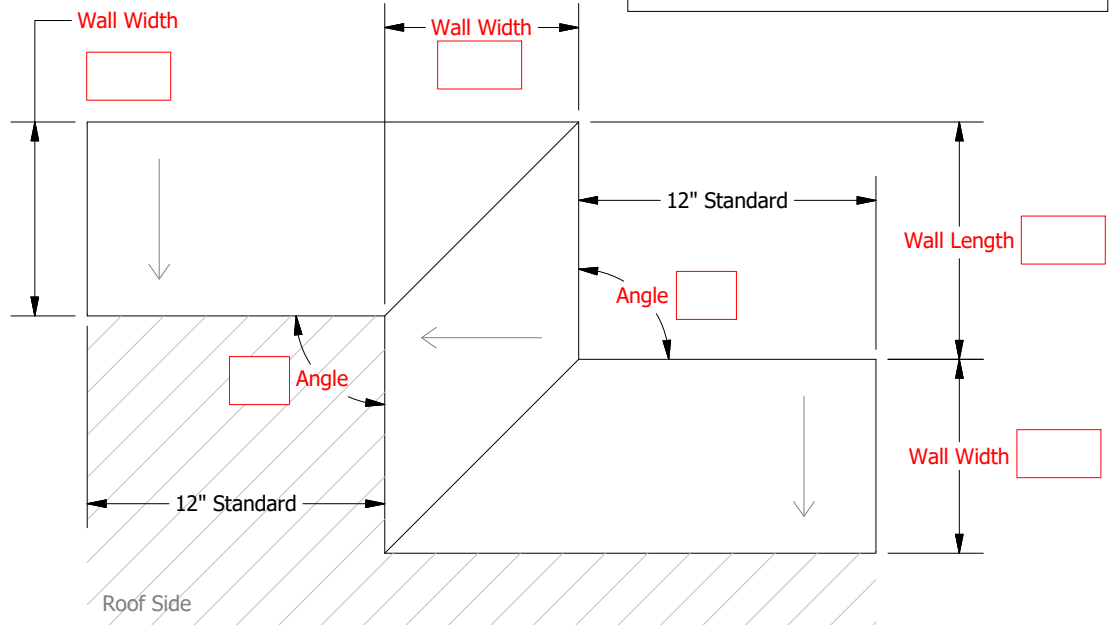 Wall Width
Wall Width
12" Standard
Wall Length
Angle
Angle
Wall Width
12" Standard
Roof Side